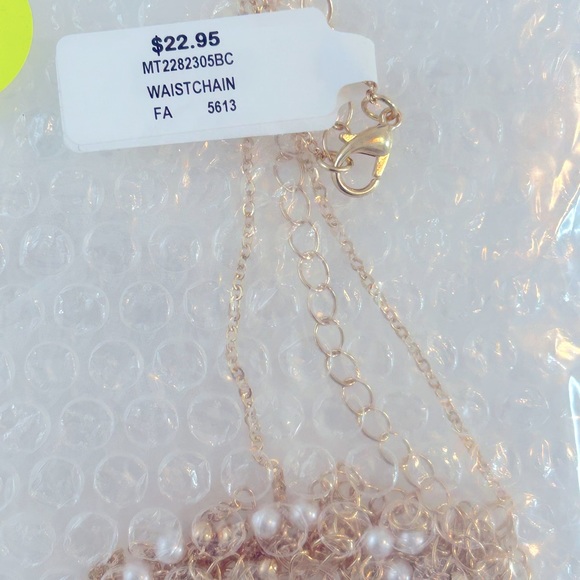 $22.95
MT2282305BC
WAISTCHAIN
FA 5613